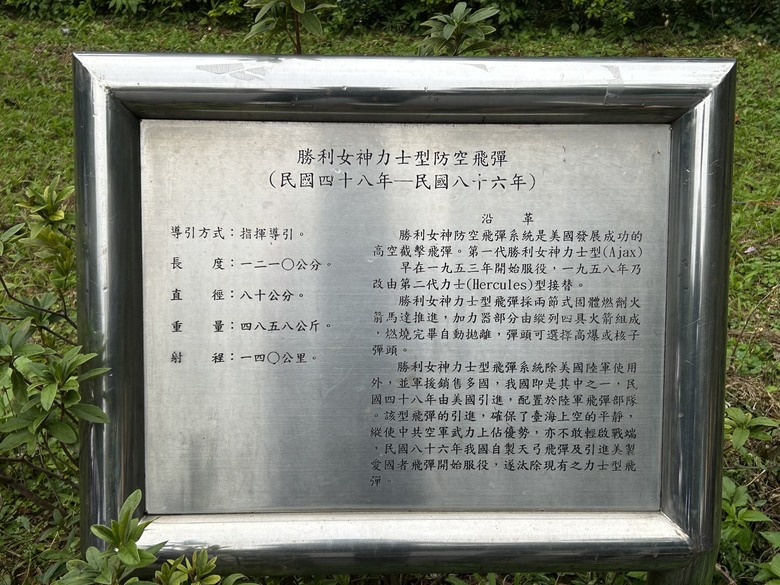 勝利女神力士型防空飛彈
(民國四十八年—民國八十六年)
導引方式：指揮導引。
長　　度：一二一〇公分。
直　　徑：八十公分。
重　　量：四八五八公斤。
射　　程：一四〇公里。
沿　革
勝利女神防空飛彈系統是美國發展成功的
高空截擊飛彈。第一代勝利女神力士型(Ajax)
早在一九五三年開始服役，一九五八年乃
改由第二代力士(Hercules)型接替。
勝利女神力士型飛彈採兩節式固體燃劑火
箭馬達推進，加力器部分由縱列四具火箭組成
，燃燒完畢自動拋離，彈頭可選擇高爆或核子
彈頭。
勝利女神力士型飛彈系統除美國陸軍使用
外，並軍援銷售多國，我國即是其中之一，民
國四十八年由美國引進，配置於陸軍飛彈部隊
。該型飛彈的引進，確保了臺海上空的平靜，
縱使中共空軍武力上佔優勢，亦不敢輕啟戰端
，民國八十六年我國自製天弓飛彈及引進美製
愛國者飛彈開始服役，遂汰除現有之力士型飛
彈。